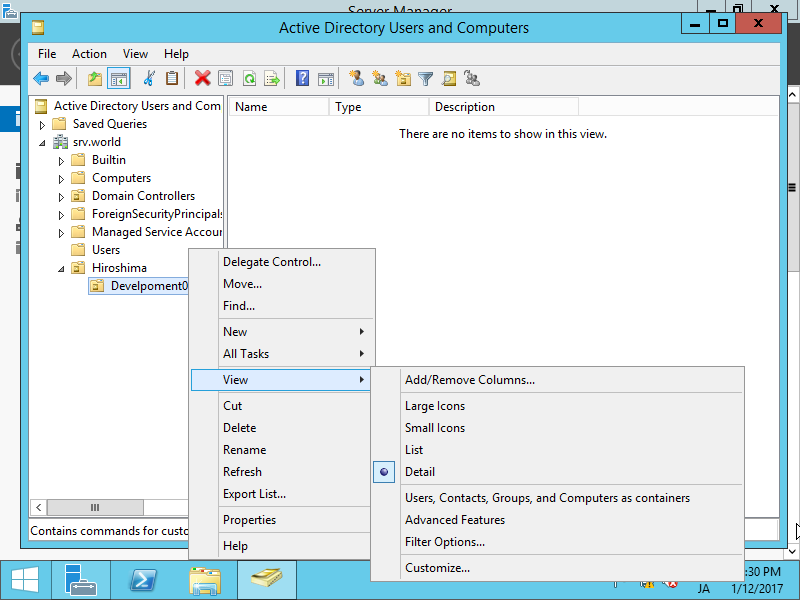 Server Manager
Active Directory Users and Computers
File Action View Help
Active Directory Users and Com
Name Type Description
Saved Queries
There are no items to show in this view.
srv.world
Builtin
Computers
Domain Controllers
ForeignSecurityPrincipals
Managed Service Accour
Users
Hiroshima
Develpoment0
Delegate Control...
Move...
Find...
New
All Tasks
View
Cut
Delete
Rename
Refresh
Export List...
Properties
Help
Add/Remove Columns...
Large Icons
Small Icons
List
Detail
Users, Contacts, Groups, and Computers as containers
Advanced Features
Filter Options...
Customize...
Contains commands for custo
:30 PM
JA 1/12/2017